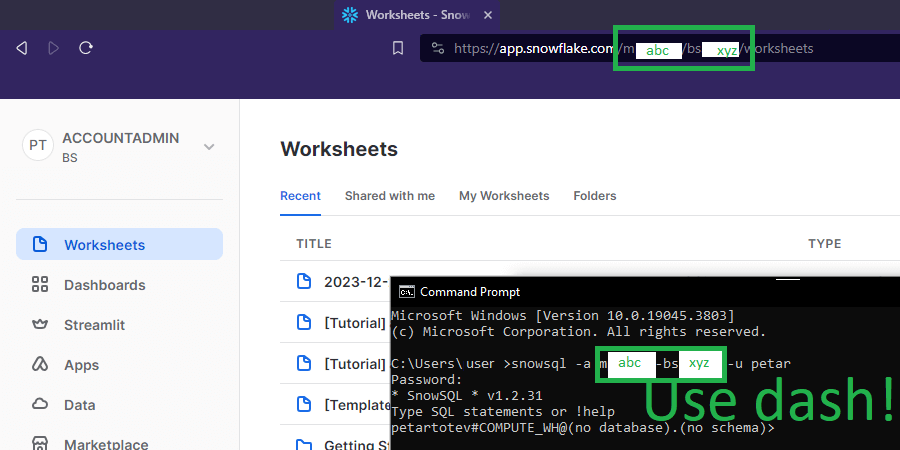 Worksheets - Snow
https://app.snowflake.com/m abc /bs xyz /worksheets
PT
ACCOUNTADMIN
BS
Worksheets
Dashboards
Streamlit
Apps
Data
Marketplace
Worksheets
Recent Shared with me My Worksheets Folders
TITLE TYPE
2023-12-
[Tutorial]
[Tutorial]
[Template
Getting St
Command Prompt
Microsoft Windows [Version 10.0.19045.3803]
(c) Microsoft Corporation. All rights reserved.
C:\Users\ user >snowsql -a m abc -bs xyz -u petar
Password:
* SnowSQL * v1.2.31
Type SQL statements or !help
petartotev#COMPUTE_WH@(no database).(no schema)>
Use dash!